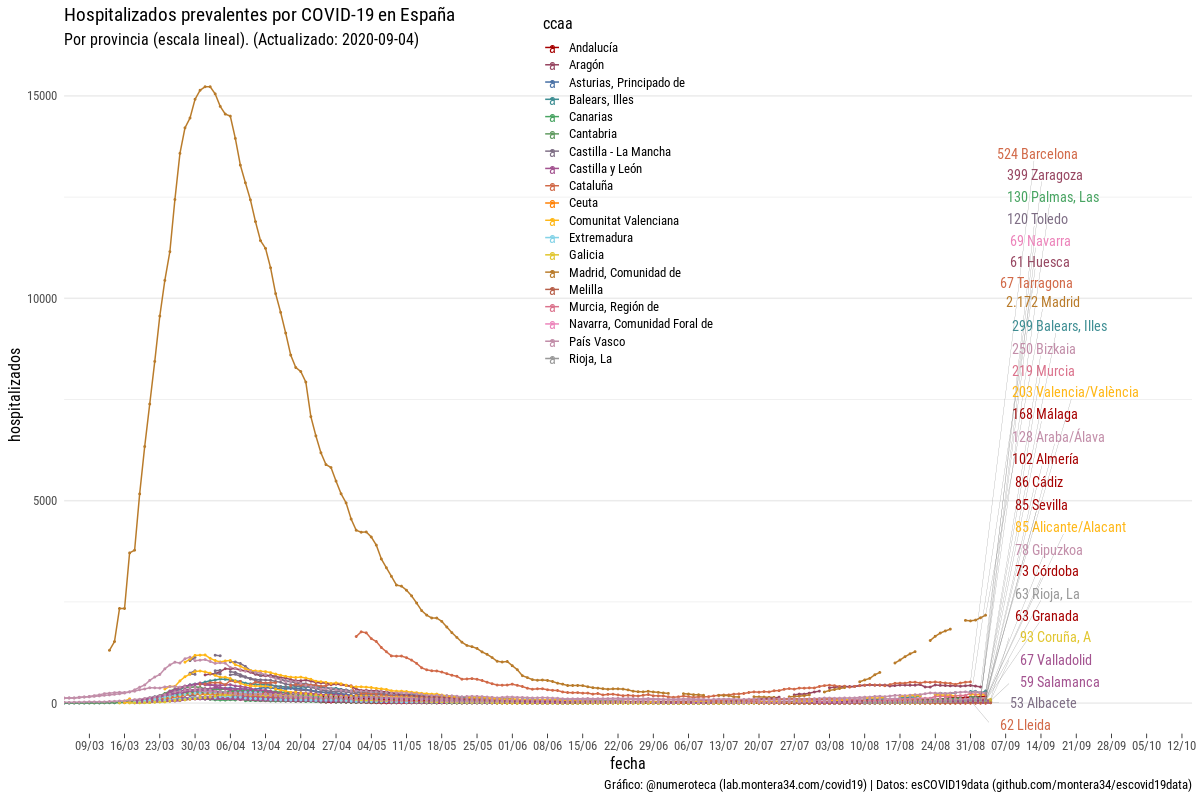 Hospitalizados prevalentes por COVID-19 en España
Por provincia (escala lineal). (Actualizado: 2020-09-04)
ccaa
Andalucía
Aragón
Asturias, Principado de
Balears, Illes
Canarias
Cantabria
Castilla - La Mancha
Castilla y León
Cataluña
Ceuta
Comunitat Valenciana
Extremadura
Galicia
Madrid, Comunidad de
Melilla
Murcia, Región de
Navarra, Comunidad Foral de
País Vasco
Rioja, La
hospitalizados
15000
10000
5000
0
524 Barcelona
399 Zaragoza
130 Palmas, Las
120 Toledo
69 Navarra
61 Huesca
67 Tarragona
2.172 Madrid
299 Balears, Illes
250 Bizkaia
219 Murcia
203 Valencia/València
168 Málaga
128 Araba/Álava
102 Almería
86 Cádiz
85 Sevilla
85 Alicante/Alacant
78 Gipuzkoa
73 Córdoba
63 Rioja, La
63 Granada
93 Coruña, A
67 Valladolid
59 Salamanca
53 Albacete
62 Lleida
09/03 16/03 23/03 30/03 06/04 13/04 20/04 27/04 04/05 11/05 18/05 25/05 01/06 08/06 15/06 22/06 29/06 06/07 13/07 20/07 27/07 03/08 10/08 17/08 24/08 31/08 07/09 14/09 21/09 28/09 05/10 12/10
fecha
Gráfico: @numeroteca (lab.montera34.com/covid19) | Datos: esCOVID19data (github.com/montera34/escovid19data)